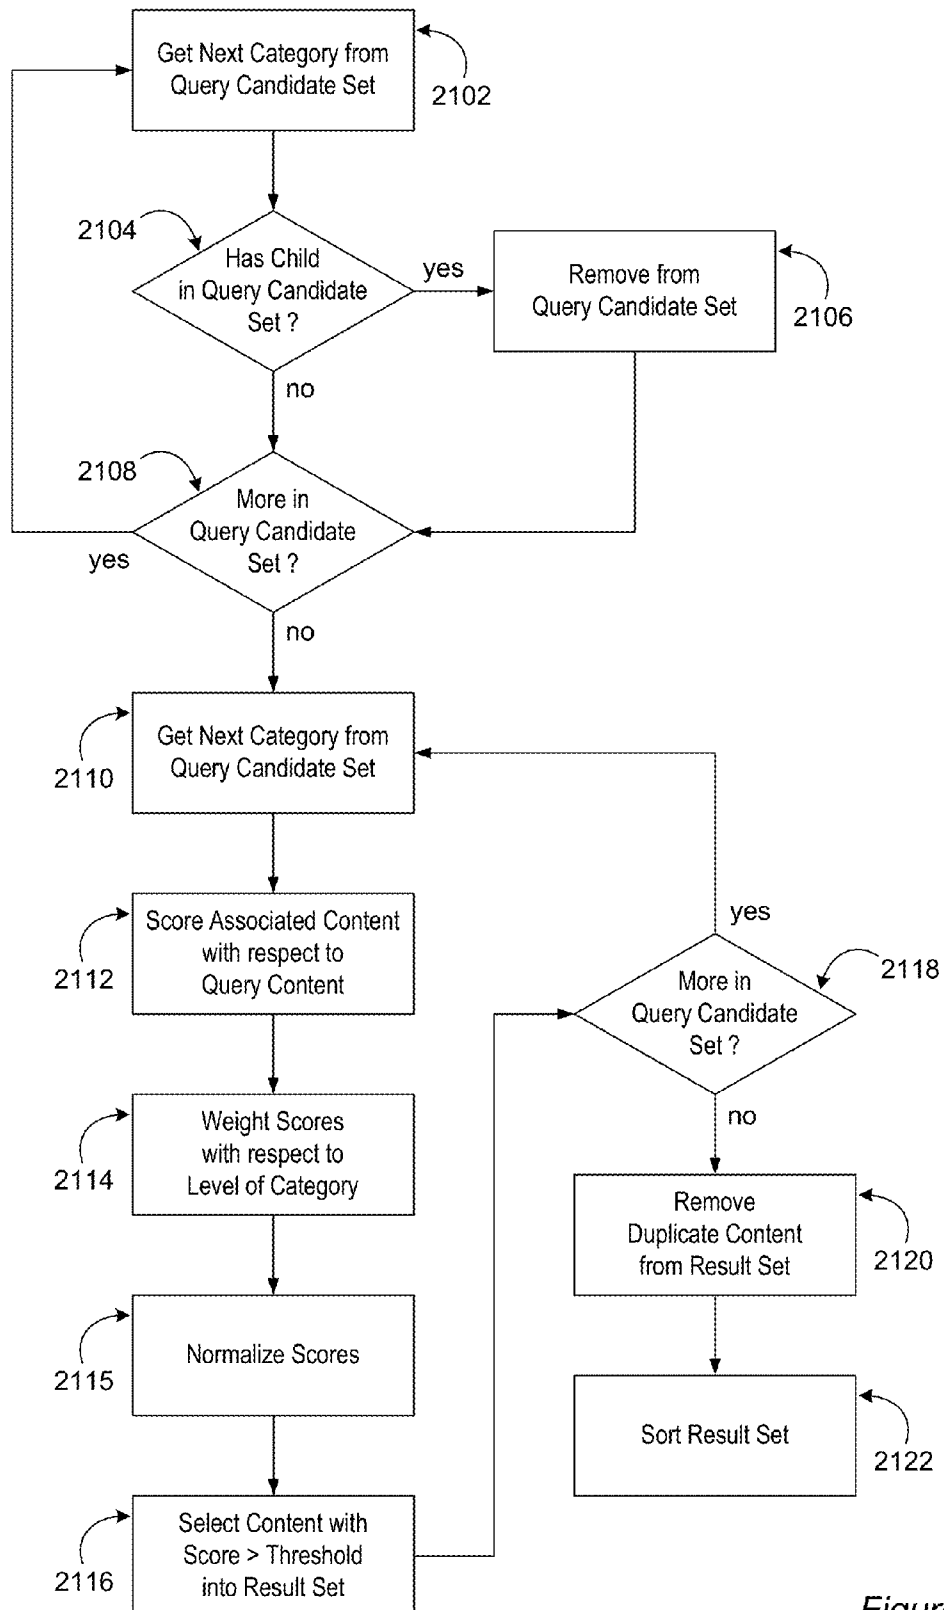 Get Next Category from
Query Candidate Set
2102
2104
Has Child
in Query Candidate
Set ?
yes
Remove from
Query Candidate Set
2106
no
2108
More in
Query Candidate
Set ?
yes
no
2110
Get Next Category from
Query Candidate Set
2112
Score Associated Content
with respect to
Query Content
yes
More in
Query Candidate
Set ?
2118
no
2114
Weight Scores
with respect to
Level of Category
Remove
Duplicate Content
from Result Set
2120
2115
Normalize Scores
Sort Result Set
2122
2116
Select Content with
Score > Threshold
into Result Set